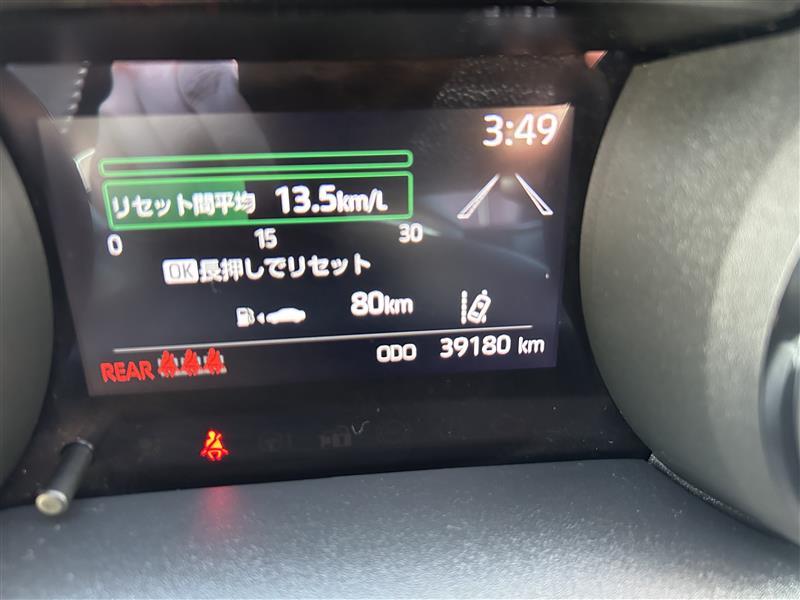 3:49
リセット間平均 13.5km/L
0 15 30
OK長押しでリセット
80km
ODO 39180 km
REAR